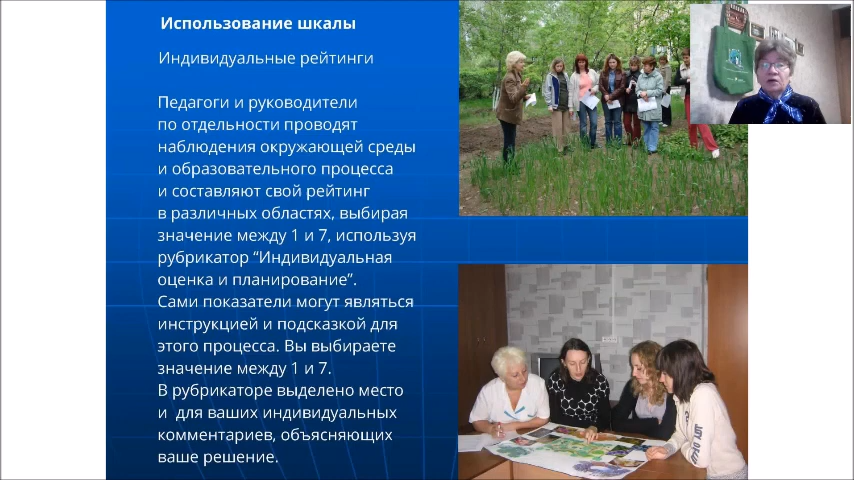 Использование шкалы
Индивидуальные рейтинги
Педагоги и руководители
по отдельности проводят
наблюдения окружающей среды
и образовательного процесса
и составляют свой рейтинг
в различных областях, выбирая
значение между 1 и 7, используя
рубрикатор “Индивидуальная
оценка и планирование”.
Сами показатели могут являться
инструкцией и подсказкой для
этого процесса. Вы выбираете
значение между 1 и 7.
В рубрикаторе выделено место
и для ваших индивидуальных
комментариев, объясняющих
ваше решение.